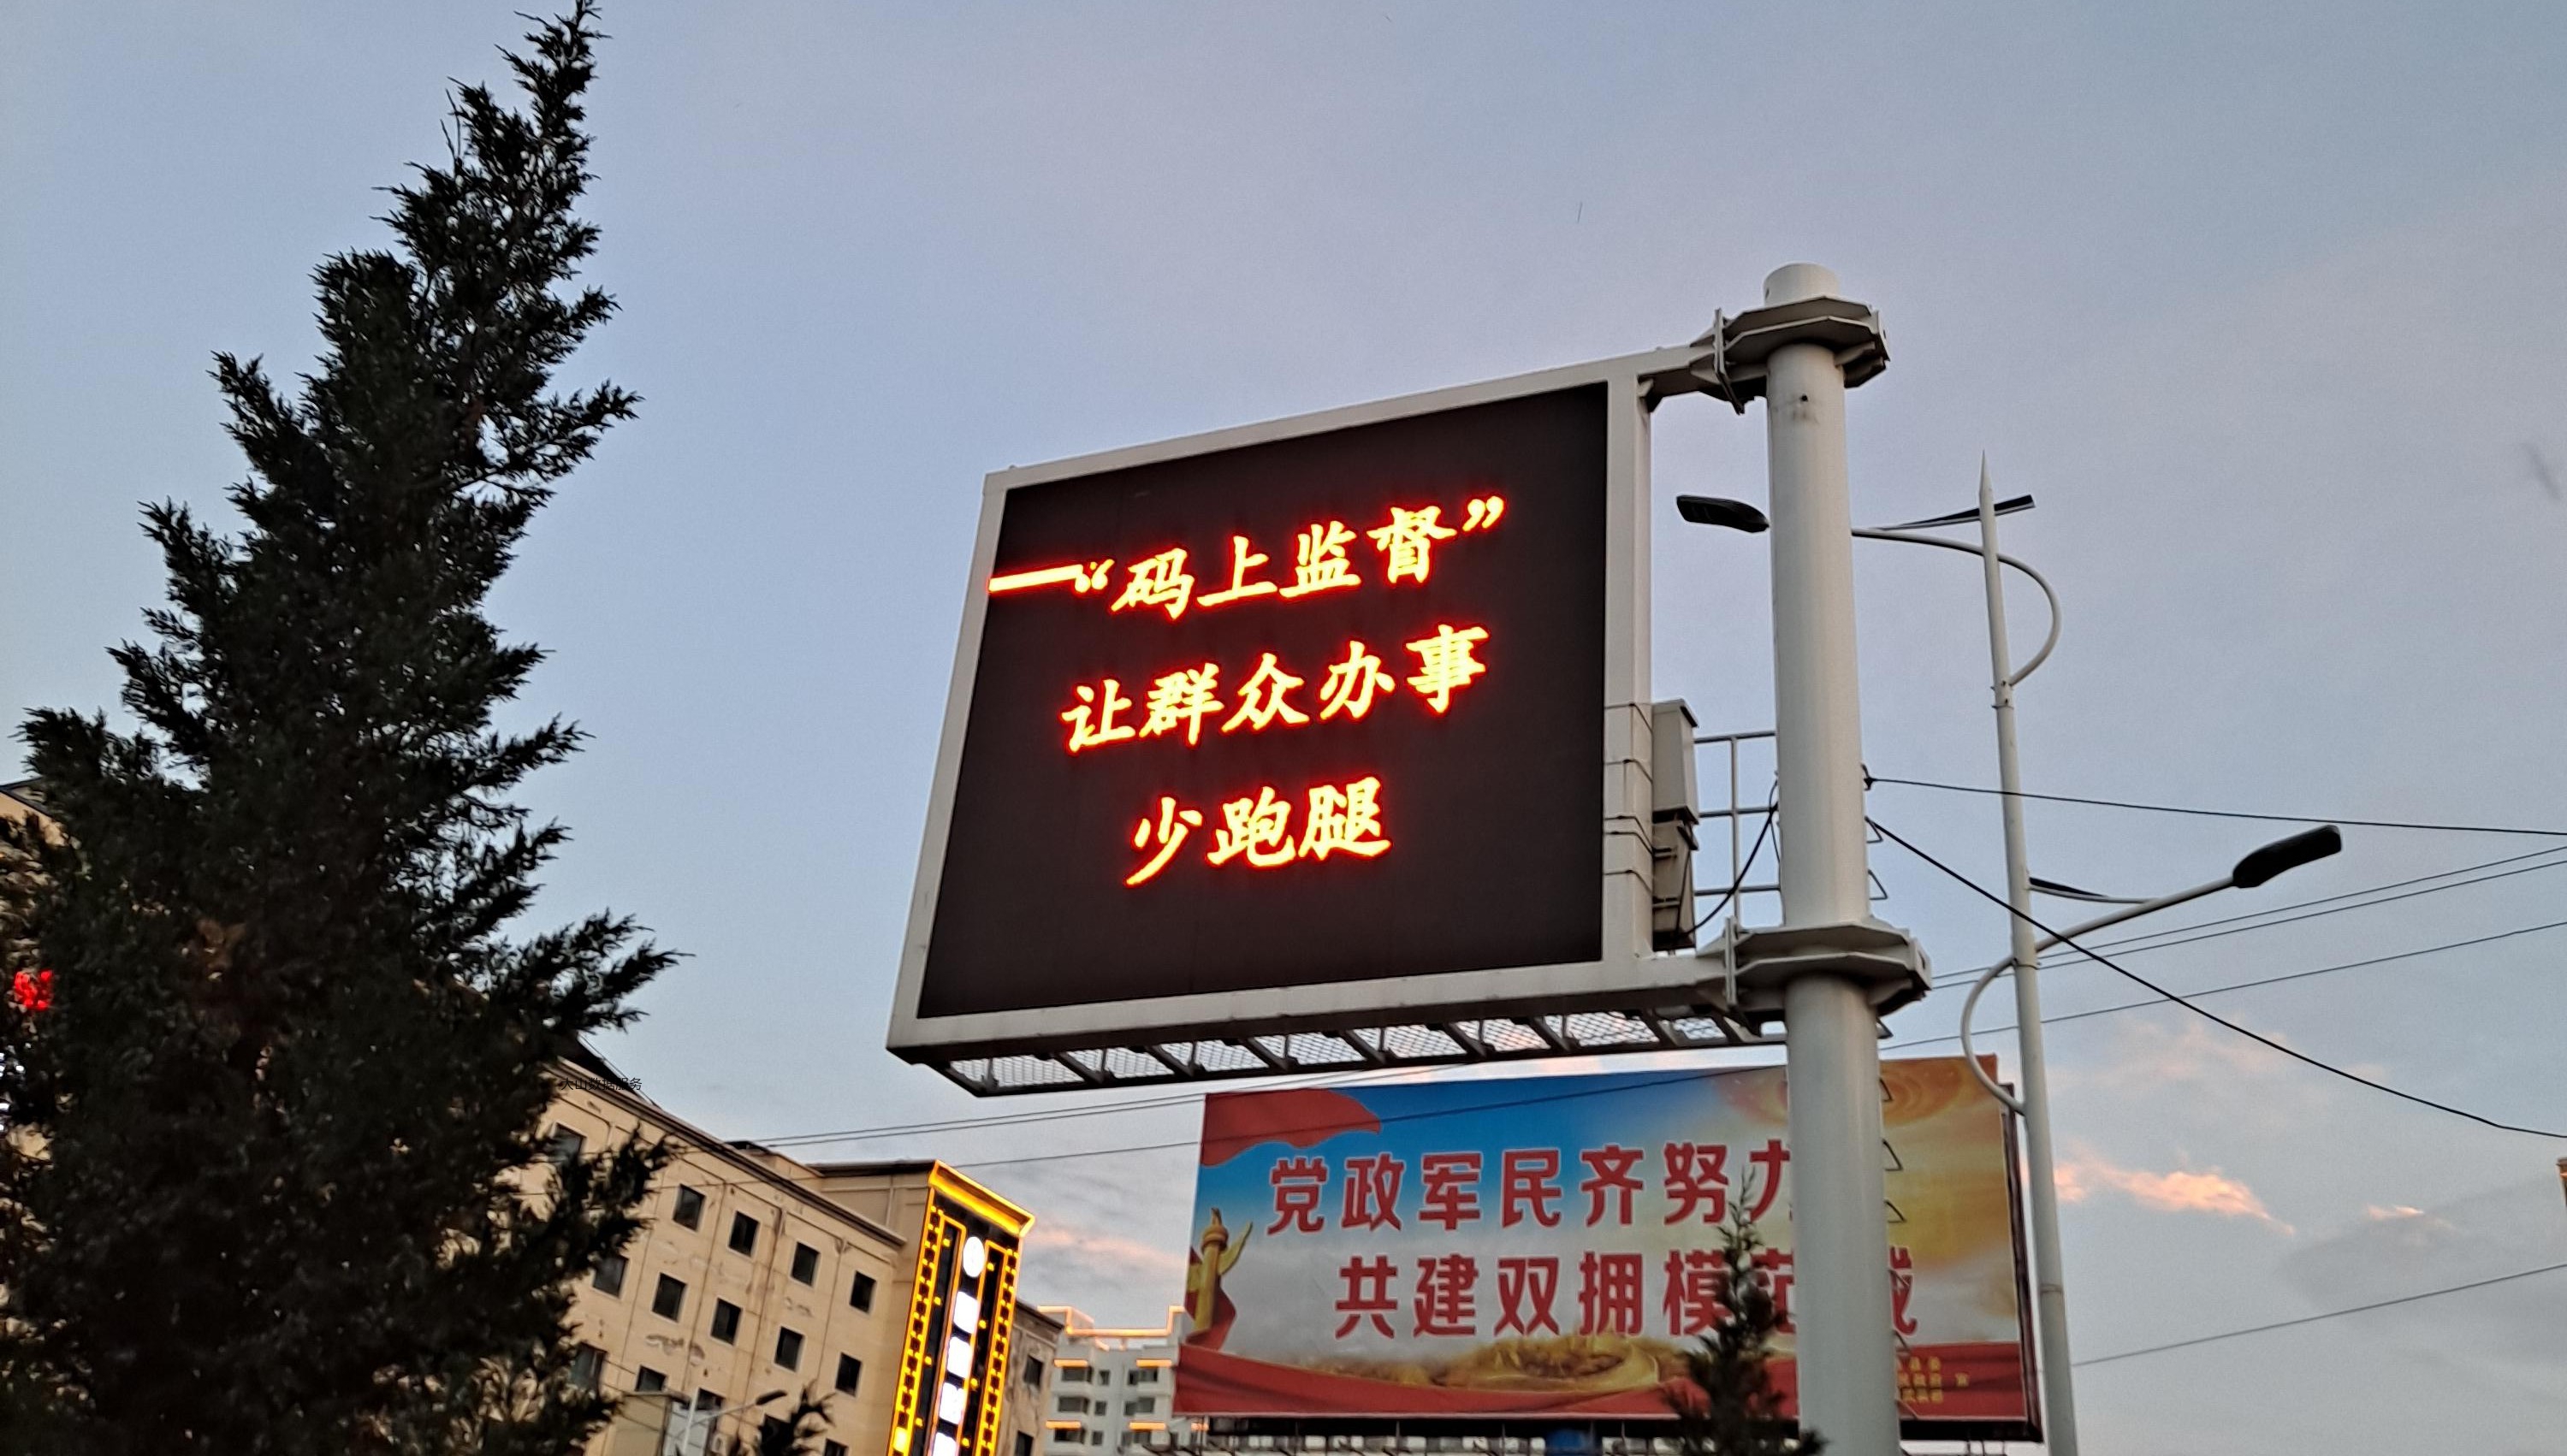 “码上监督”
让群众办事
少跑腿
党政军民齐努力
共建双拥模范城